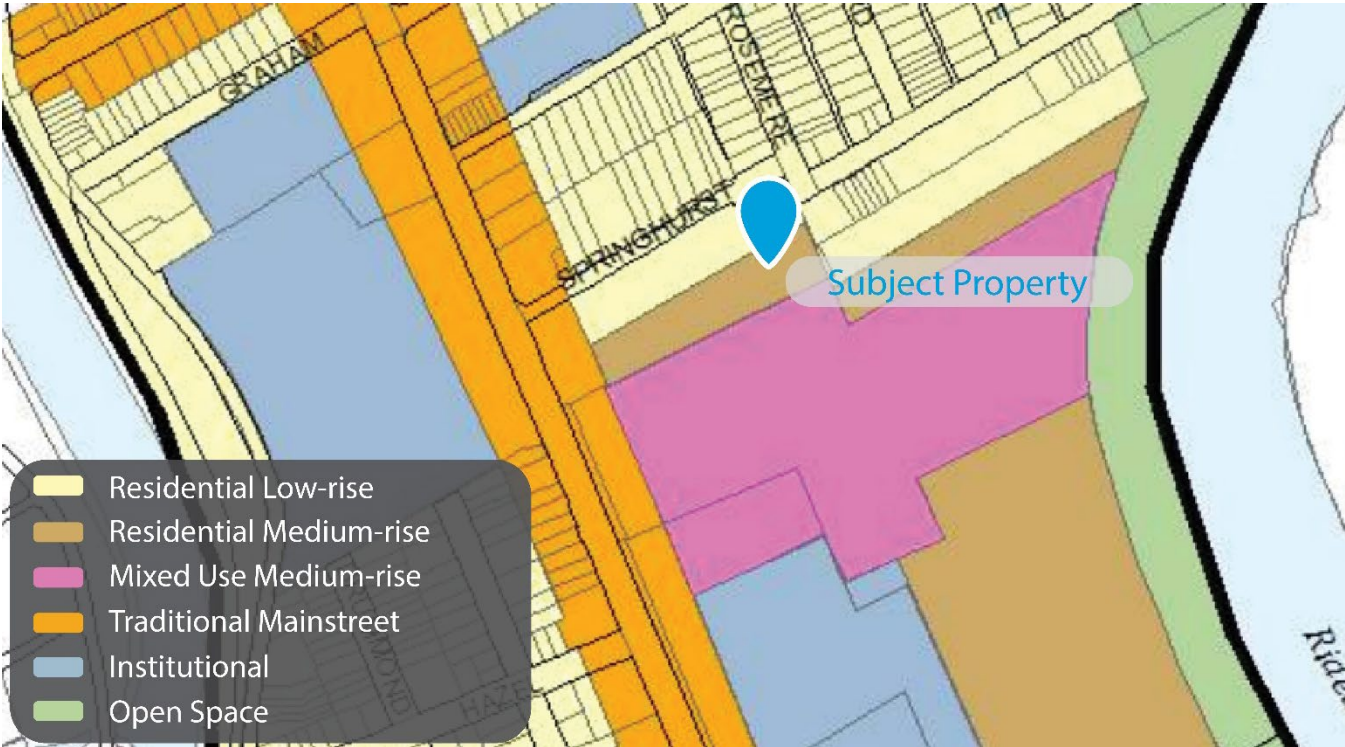 GRAHAM
ROSEMERE
SPRINGHURST
Subject Property
Residential Low-rise
Residential Medium-rise
Mixed Use Medium-rise
Traditional Mainstreet
Institutional
Open Space